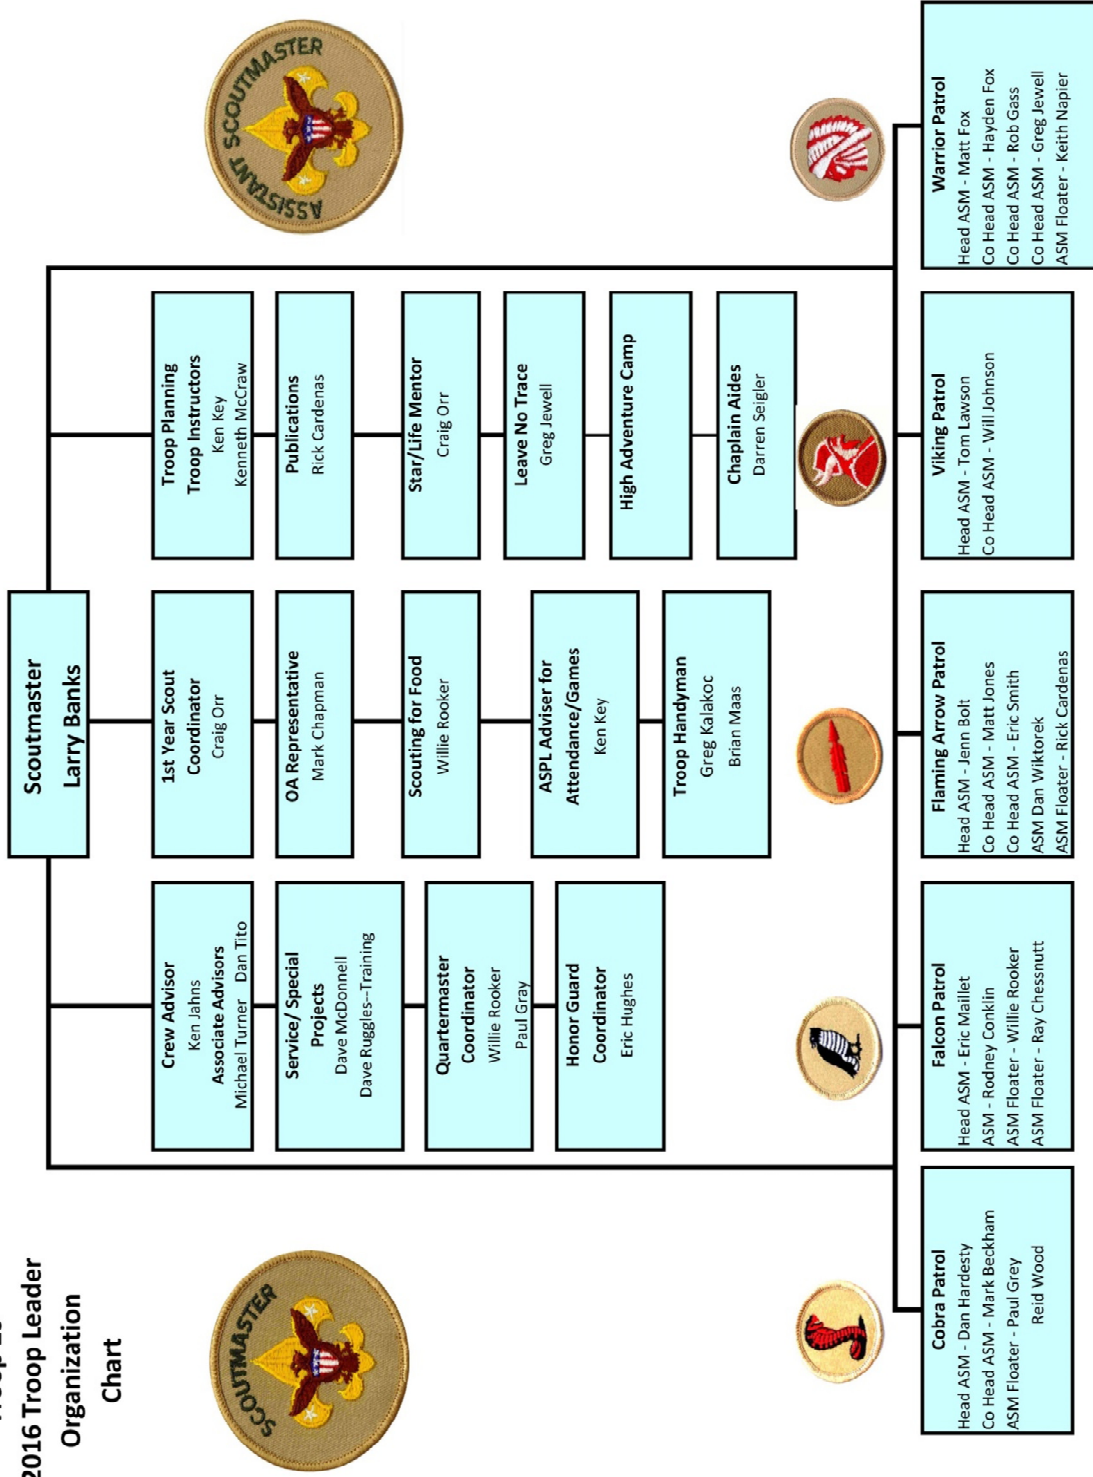 2016 Troop Leader
Organization
Chart
SCOUTMASTER
ASSISTANT SCOUTMASTER
Scoutmaster
Larry Banks
Crew Advisor
Ken Jahns
Associate Advisors
Michael Turner Dan Tito
Service/ Special
Projects
Dave McDonnell
Dave Ruggles--Training
Quartermaster
Coordinator
Willie Rooker
Paul Gray
Honor Guard
Coordinator
Eric Hughes
1st Year Scout
Coordinator
Craig Orr
OA Representative
Mark Chapman
Scouting for Food
Willie Rooker
ASPL Adviser for
Attendance/Games
Ken Key
Troop Handyman
Greg Kalakoc
Brian Maas
Troop Planning
Troop Instructors
Ken Key
Kenneth McCraw
Publications
Rick Cardenas
Star/Life Mentor
Craig Orr
Leave No Trace
Greg Jewell
High Adventure Camp
Chaplain Aides
Darren Seigler
Cobra Patrol
Head ASM - Dan Hardesty
Co Head ASM - Mark Beckham
ASM Floater - Paul Grey
Reid Wood
Falcon Patrol
Head ASM - Eric Maillet
ASM - Rodney Conklin
ASM Floater - Willie Rooker
ASM Floater - Ray Chessnutt
Flaming Arrow Patrol
Head ASM - Jenn Bolt
Co Head ASM - Matt Jones
Co Head ASM - Eric Smith
ASM Dan Wiktorek
ASM Floater - Rick Cardenas
Viking Patrol
Head ASM - Tom Lawson
Co Head ASM - Will Johnson
Warrior Patrol
Head ASM - Matt Fox
Co Head ASM - Hayden Fox
Co Head ASM - Rob Gass
Co Head ASM - Greg Jewell
ASM Floater - Keith Napier